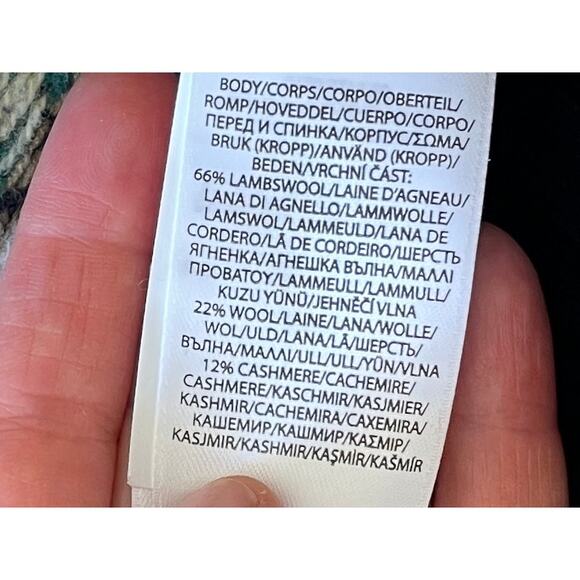 BODY/CORPS/CORPO/OBERTEIL/
ROMP/HOVEDDEL/CUERPO/CORPO/
ПЕРЕД И СПИНКА/КОРПУС/ΣΩΜΑ/
BRUK (KROPP)/ANVÄND (KROPP)/
BEDEN/VRCHNÍ ČÁST:
66% LAMBSWOOL/LAINE D'AGNEAU/
LANA DI AGNELLO/LAMMWOLLE/
LAMSWOL/LAMMEULD/LANA DE
CORDERO/LÃ DE CORDEIRO/ШЕРСТЬ
ЯГНЕНКА/АГНЕШКА ВЪЛНА/ΜΑΛΛΙ
ΠΡΟΒΑΤΟΥ/LAMMEULL/LAMMULL/
KUZU YÜNÜ/JEHNĚČÍ VLNA
22% WOOL/LAINE/LANA/WOLLE/
WOL/ULD/LANA/LÃ/ШЕРСТЬ/
ВЪЛНА/ΜΑΛΛΙ/ULL/ULL/YÜN/VLNA
12% CASHMERE/CACHEMIRE/
CASHMERE/KASCHMIR/KASJMIER/
KASHMIR/CACHEMIRA/CAXEMIRA/
КАШЕМИР/КАШМИР/ΚΑΣΜΙΡ/
KASJMIR/KASHMIR/KAŞMİR/KAŠMÍR